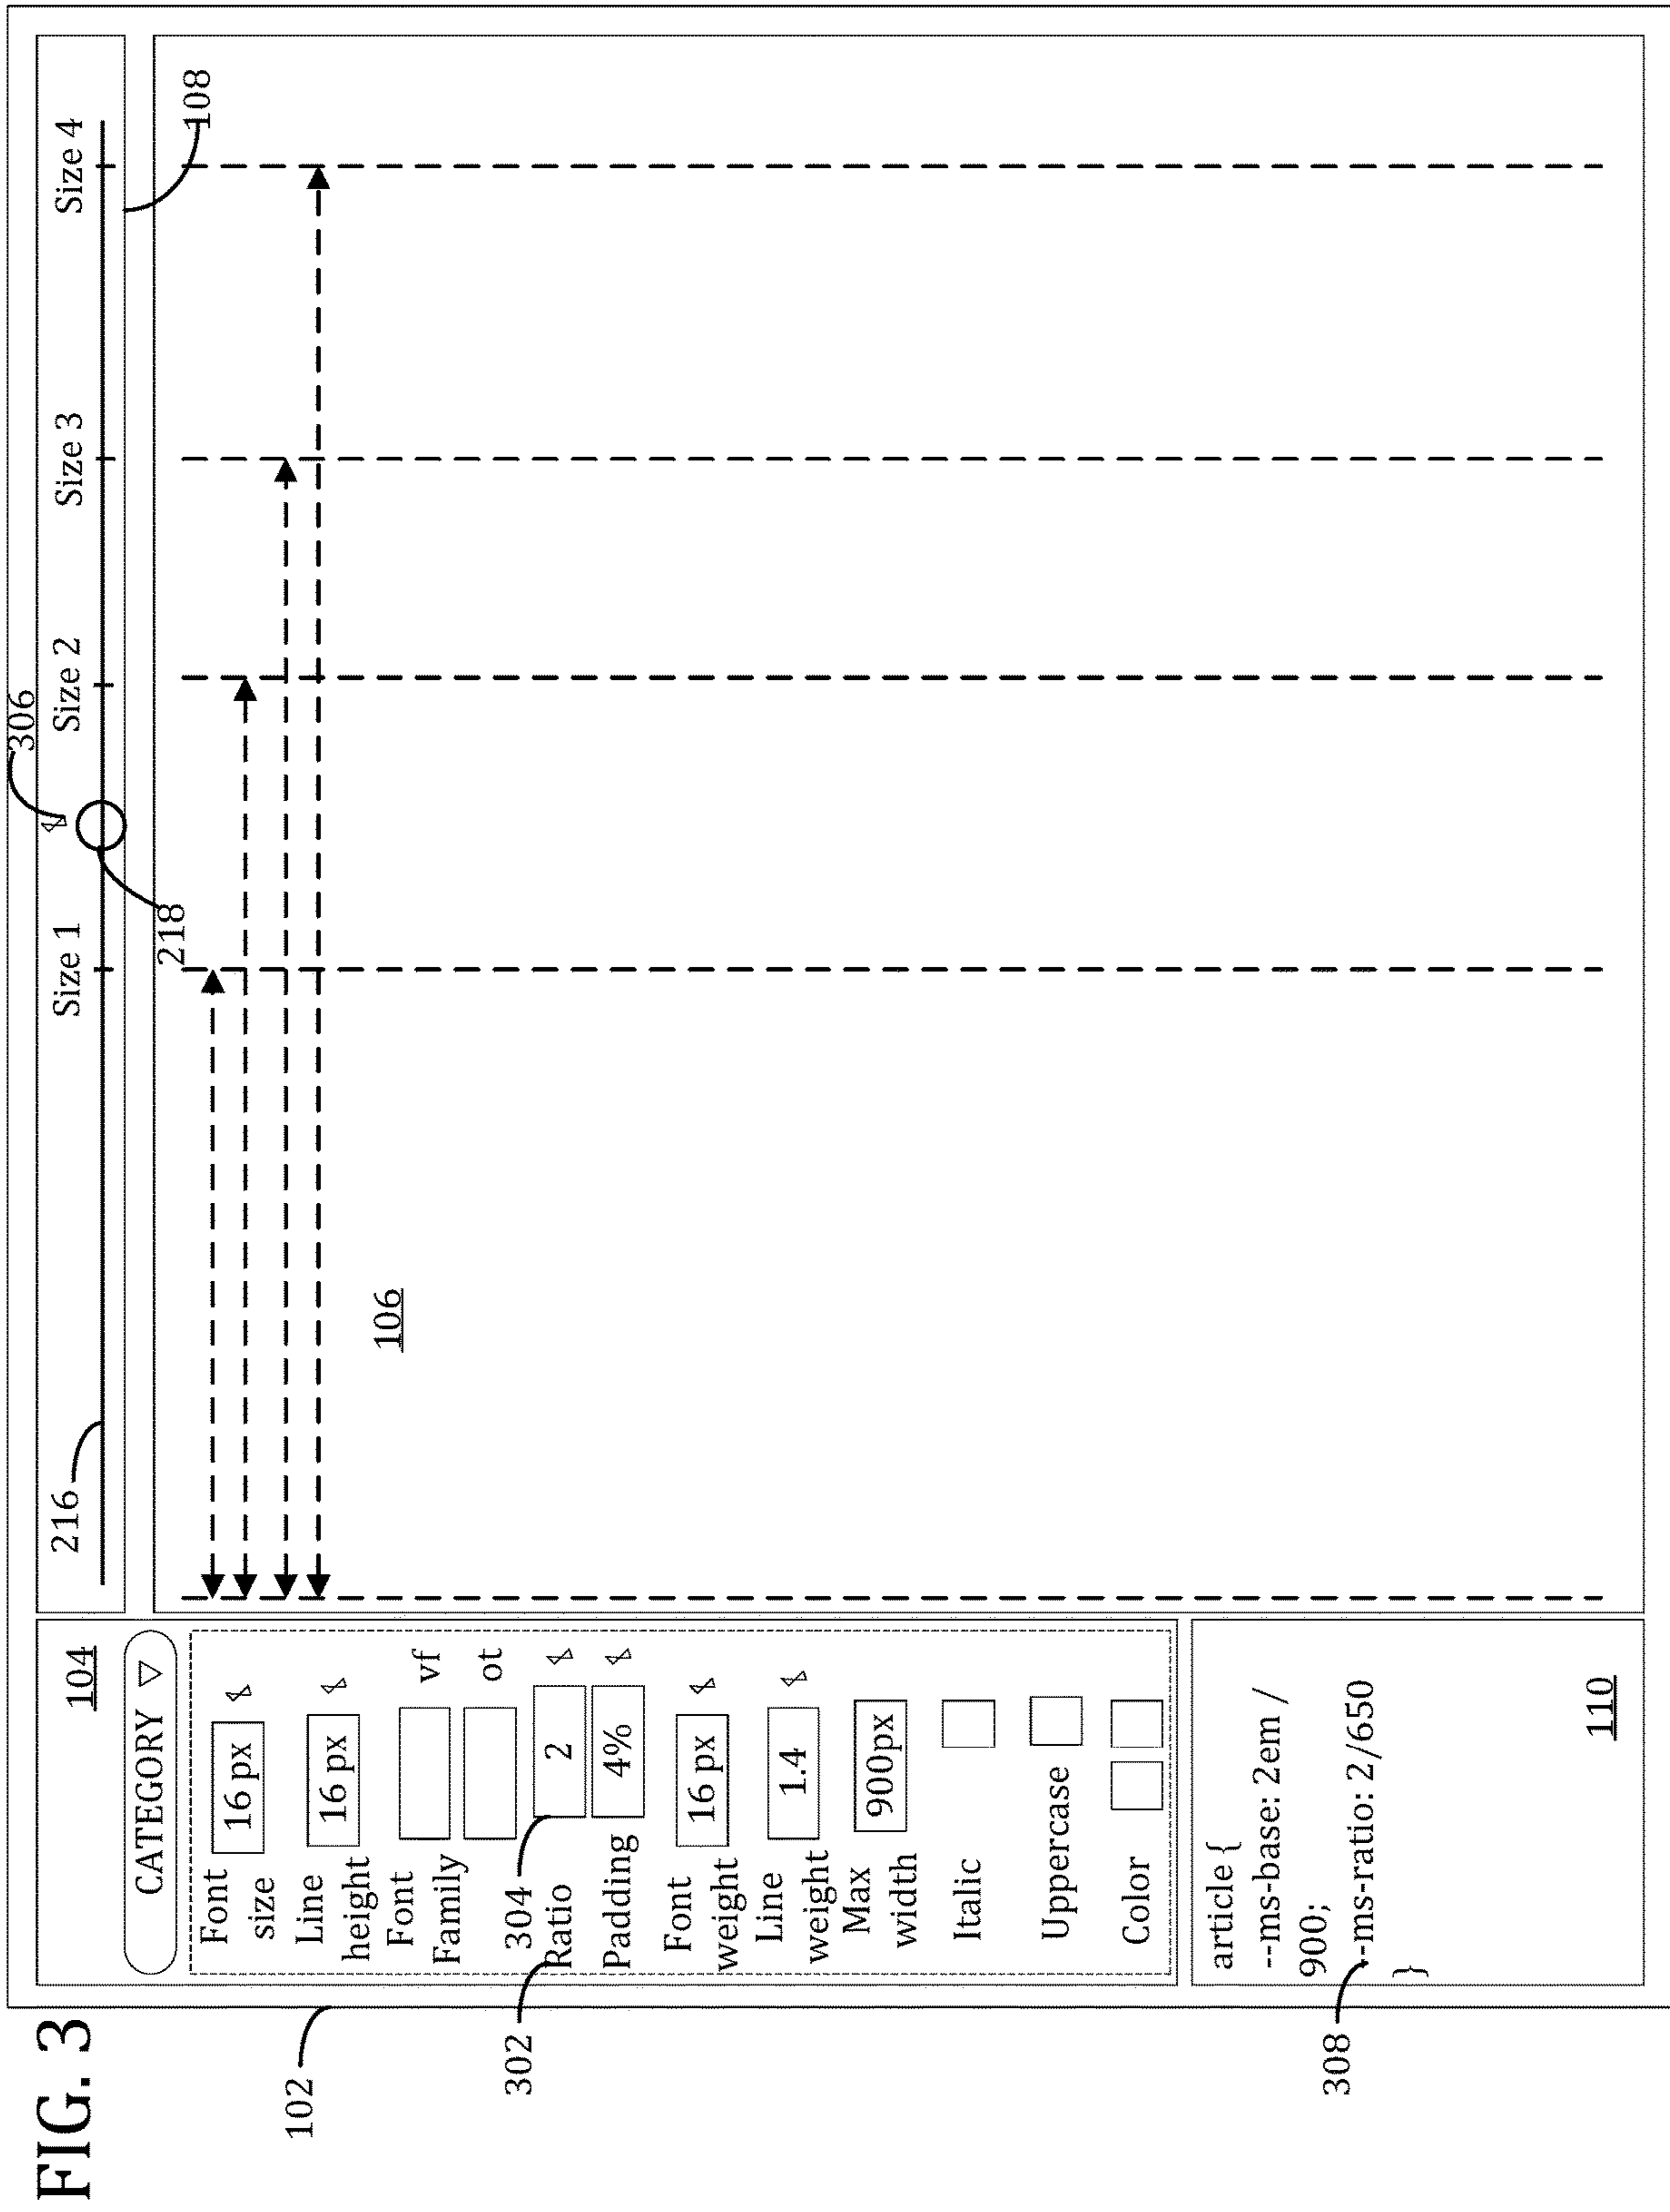 FIG. 3
102
104
216
Size 1
306
Size 2
Size 3
Size 4
108
218
CATEGORY ▽
Font
size
16 px
Line
height
16 px
Font
Family
vf
ot
304
302
Ratio
2
Padding
4%
Font
weight
16 px
Line
weight
1.4
Max
width
900px
Italic
Uppercase
Color
106
article {
--ms-base: 2em /
900;
--ms-ratio: 2/650
}
308
110